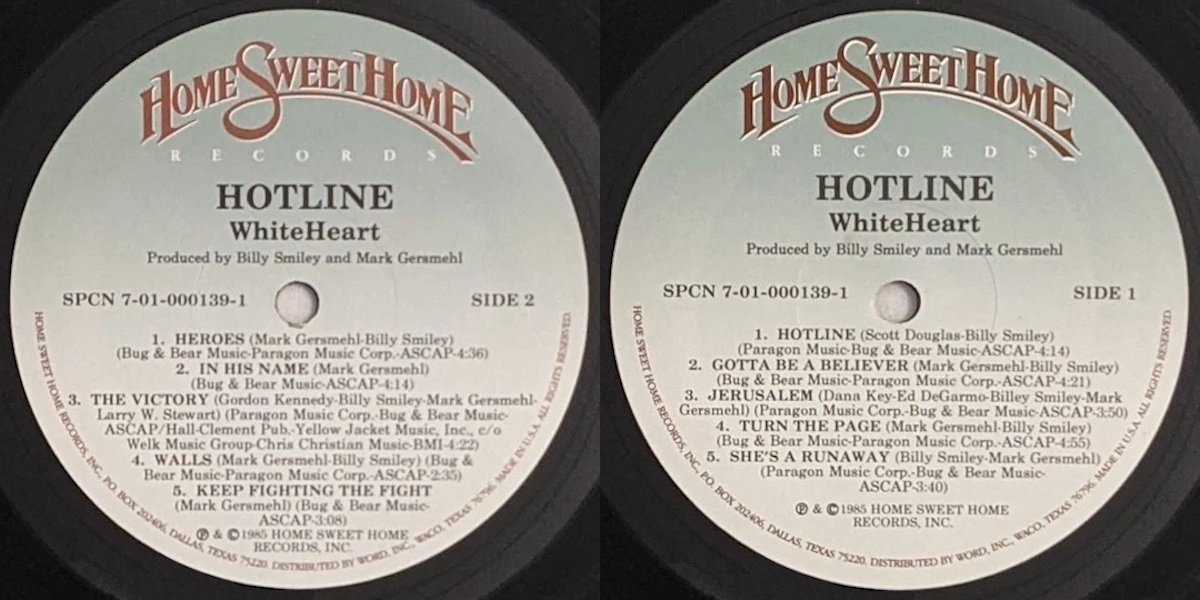 HOME SWEET HOME
RECORDS
HOTLINE
WhiteHeart
Produced by Billy Smiley and Mark Gersmehl
SPCN 7-01-000139-1
SIDE 2
1. HEROES (Mark Gersmehl-Billy Smiley)
(Bug & Bear Music-Paragon Music Corp.-ASCAP-4:36)
2. IN HIS NAME (Mark Gersmehl)
(Bug & Bear Music-ASCAP-4:14)
3. THE VICTORY (Gordon Kennedy-Billy Smiley-Mark Gersmehl-
Larry W. Stewart) (Paragon Music Corp.-Bug & Bear Music-
ASCAP/Hall-Clement Pub.-Yellow Jacket Music, Inc., c/o
Welk Music Group-Chris Christian Music-BMI-4:22)
4. WALLS (Mark Gersmehl-Billy Smiley) (Bug &
Bear Music-Paragon Music Corp.-ASCAP-2:35)
5. KEEP FIGHTING THE FIGHT
(Mark Gersmehl) (Bug & Bear Music-
ASCAP-3:08)
℗ & ©1985 HOME SWEET HOME
RECORDS, INC.
HOME SWEET HOME RECORDS, INC. P.O. BOX 202406, DALLAS, TEXAS 75220. DISTRIBUTED BY WORD, INC., WACO, TEXAS 76796. MADE IN U.S.A. ALL RIGHTS RESERVED.
HOME SWEET HOME
RECORDS
HOTLINE
WhiteHeart
Produced by Billy Smiley and Mark Gersmehl
SPCN 7-01-000139-1
SIDE 1
1. HOTLINE (Scott Douglas-Billy Smiley)
(Paragon Music-Bug & Bear Music-ASCAP-4:14)
2. GOTTA BE A BELIEVER (Mark Gersmehl-Billy Smiley)
(Bug & Bear Music-Paragon Music Corp.-ASCAP-4:21)
3. JERUSALEM (Dana Key-Ed DeGarmo-Billey Smiley-Mark
Gersmehl) (Paragon Music Corp.-Bug & Bear Music-ASCAP-3:50)
4. TURN THE PAGE (Mark Gersmehl-Billy Smiley)
(Bug & Bear Music-Paragon Music Corp.-ASCAP-4:55)
5. SHE'S A RUNAWAY (Billy Smiley-Mark Gersmehl)
(Paragon Music Corp.-Bug & Bear Music-
ASCAP-3:40)
℗ & ©1985 HOME SWEET HOME
RECORDS, INC.
HOME SWEET HOME RECORDS, INC. P.O. BOX 202406, DALLAS, TEXAS 75220. DISTRIBUTED BY WORD, INC., WACO, TEXAS 76796. MADE IN U.S.A. ALL RIGHTS RESERVED.